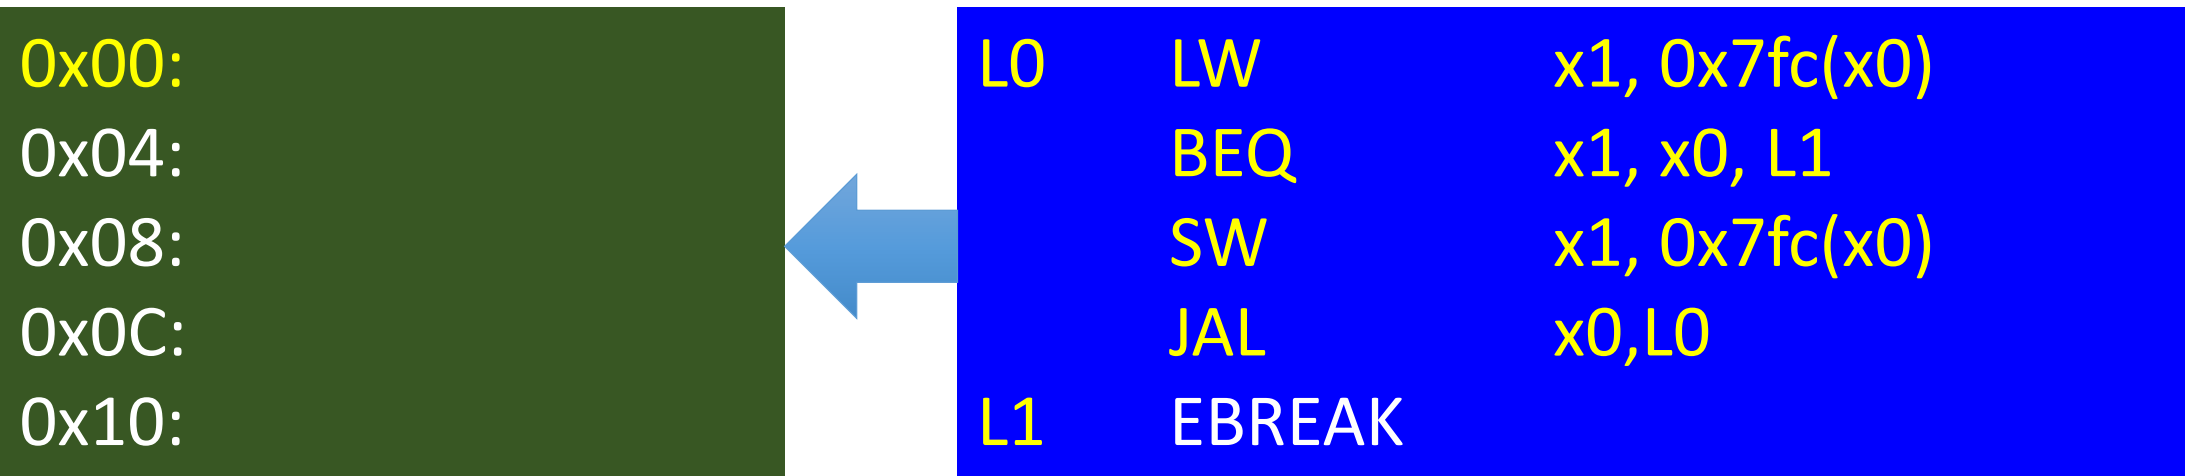 0x00:
0x04:
0x08:
0x0C:
0x10:
L0 LW x1, 0x7fc(x0)
BEQ x1, x0, L1
SW x1, 0x7fc(x0)
JAL x0,L0
L1 EBREAK